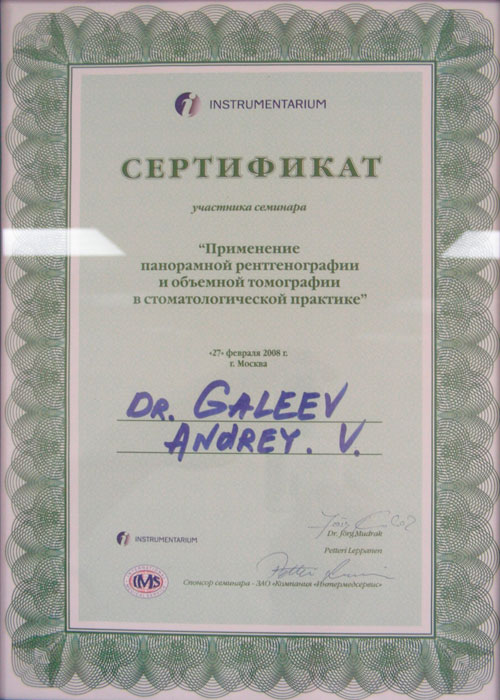 INSTRUMENTARIUM
СЕРТИФИКАТ
участника семинара
“Применение
панорамной рентгенографии
и объемной томографии
в стоматологической практике”
«27» февраля 2008 г.
г. Москва
DR. GALEEV
ANDREY. V.
Dr. Jörg Mudrak
INSTRUMENTARIUM
Petteri Leppänen
IMS
Спонсор семинара - ЗАО «Компания «Интермедсервис»